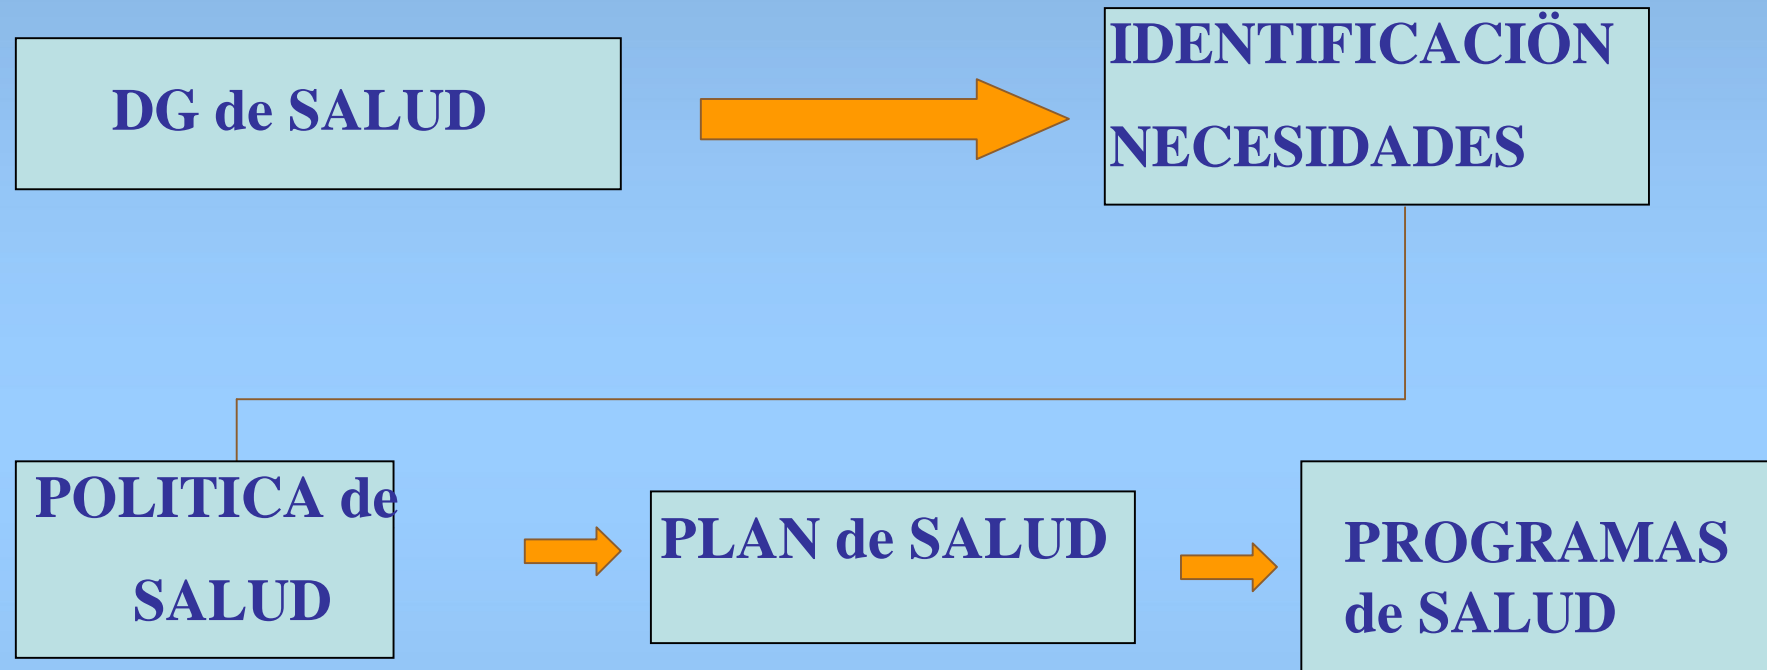 DG de SALUD
IDENTIFICACIÖN
NECESIDADES
POLITICA de
SALUD
PLAN de SALUD
PROGRAMAS
de SALUD